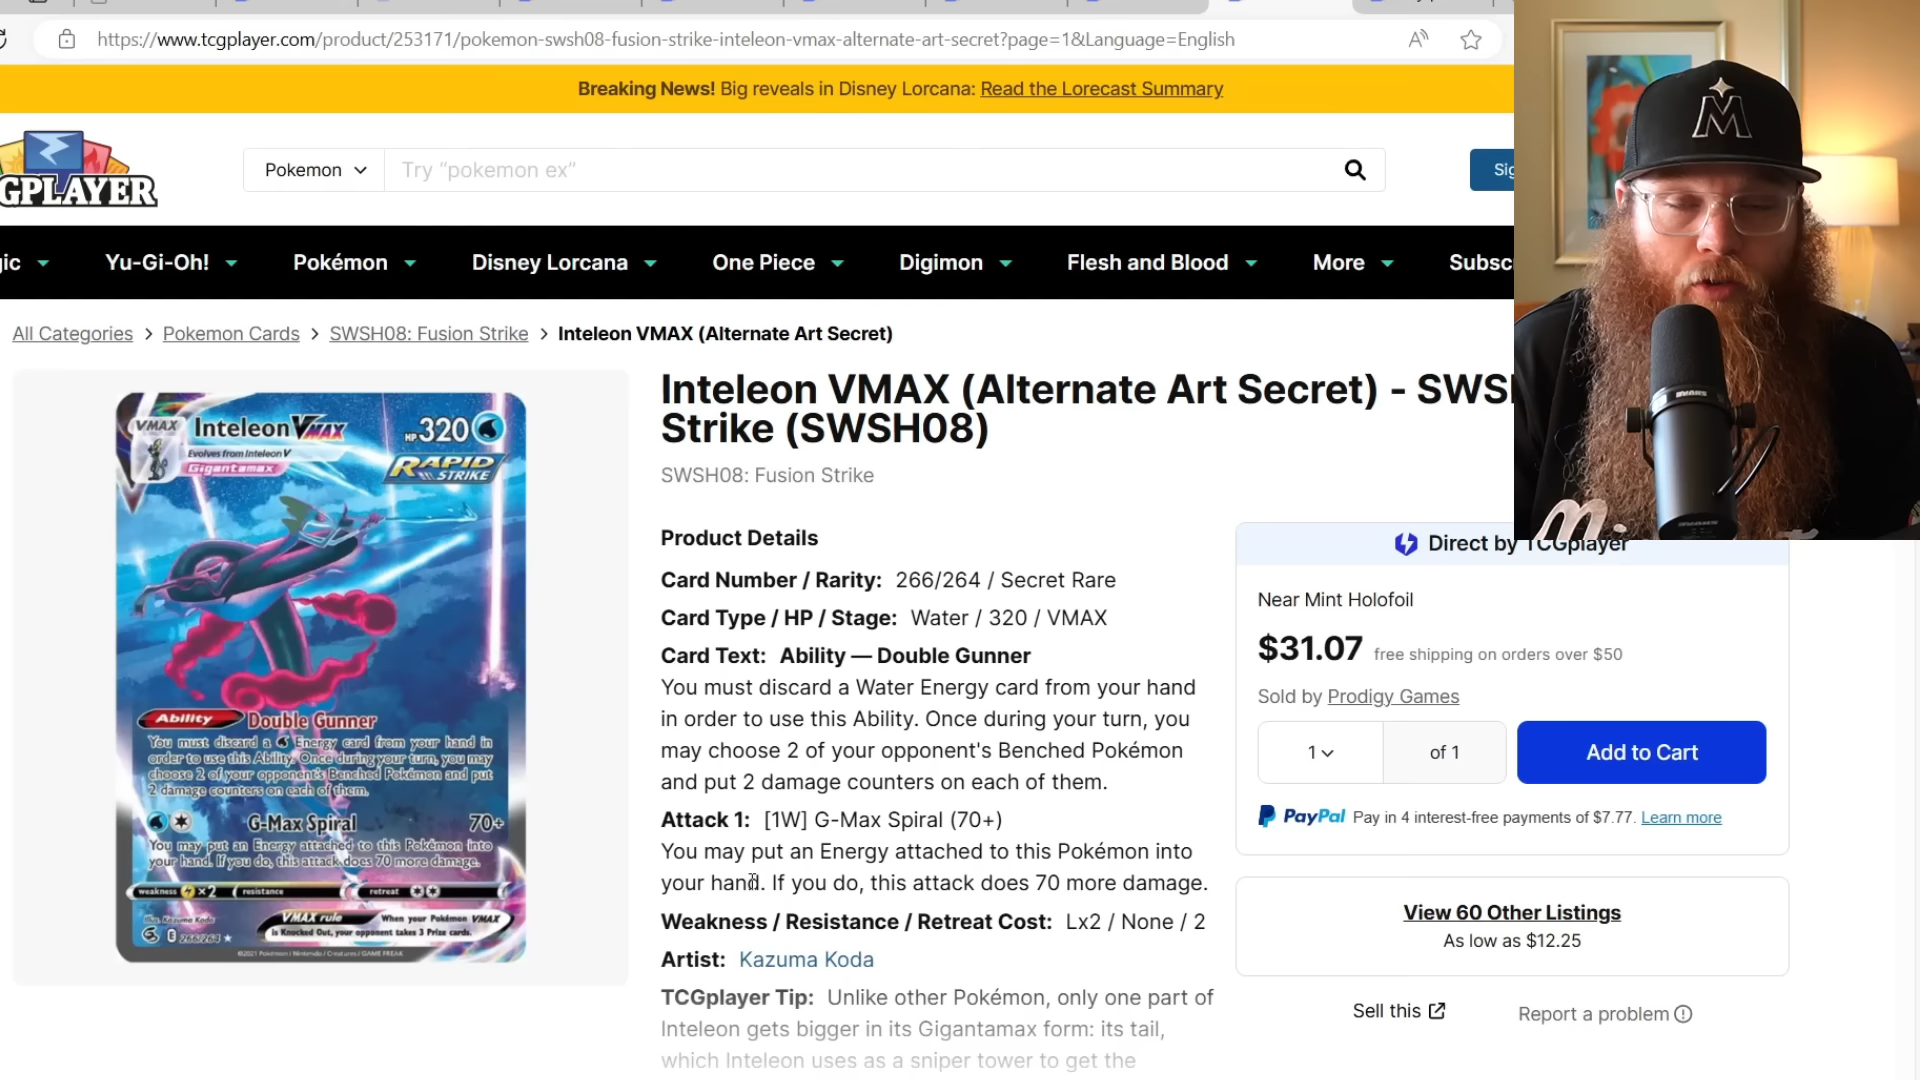 https://www.tcgplayer.com/product/253171/pokemon-swsh08-fusion-strike-inteleon-vmax-alternate-art-secret?page=1&Language=English
Breaking News! Big reveals in Disney Lorcana: Read the Lorecast Summary
GPLAYER
Pokemon
Try "pokemon ex"
Sig
gic
Yu-Gi-Oh!
Pokémon
Disney Lorcana
One Piece
Digimon
Flesh and Blood
More
Subsc
M
All Categories > Pokemon Cards > SWSH08: Fusion Strike > Inteleon VMAX (Alternate Art Secret)
VMAX
Inteleon VMAX
HP 320
Evolves from Inteleon V
Gigantamax
RAPID
STRIKE
Ability Double Gunner
You must discard a Energy card from your hand in
order to use this Ability. Once during your turn, you may
choose 2 of your opponent's Benched Pokémon and put
2 damage counters on each of them.
G-Max Spiral 70+
You may put an Energy attached to this Pokémon into
your hand. If you do, this attack does 70 more damage.
weakness ×2 resistance retreat
Illus. Kazuma Koda
E 266/264
VMAX rule When your Pokémon VMAX
is Knocked Out, your opponent takes 3 Prize cards.
©2021 Pokémon / Nintendo / Creatures / GAME FREAK
Inteleon VMAX (Alternate Art Secret) - SWS
Strike (SWSH08)
SWSH08: Fusion Strike
Product Details
Card Number / Rarity: 266/264 / Secret Rare
Card Type / HP / Stage: Water / 320 / VMAX
Card Text: Ability — Double Gunner
You must discard a Water Energy card from your hand
in order to use this Ability. Once during your turn, you
may choose 2 of your opponent's Benched Pokémon
and put 2 damage counters on each of them.
Attack 1: [1W] G-Max Spiral (70+)
You may put an Energy attached to this Pokémon into
your hand. If you do, this attack does 70 more damage.
Weakness / Resistance / Retreat Cost: Lx2 / None / 2
Artist: Kazuma Koda
TCGplayer Tip: Unlike other Pokémon, only one part of
Inteleon gets bigger in its Gigantamax form: its tail,
which Inteleon uses as a sniper tower to get the
Direct by TCGplayer
Near Mint Holofoil
$31.07 free shipping on orders over $50
Sold by Prodigy Games
1
of 1
Add to Cart
PayPal Pay in 4 interest-free payments of $7.77. Learn more
View 60 Other Listings
As low as $12.25
Sell this
Report a problem